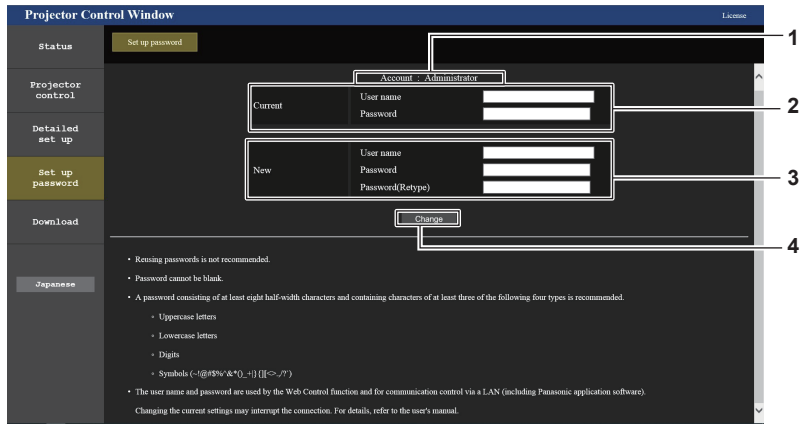 Projector Control Window
License
1
Status
Set up password
Projector
control
Account : Administrator
Current
User name
Password
2
Detailed
set up
New
User name
Password
Password(Retype)
3
Set up
password
Change
4
Download
Japanese
• Reusing passwords is not recommended.
• Password cannot be blank.
• A password consisting of at least eight half-width characters and containing characters of at least three of the following four types is recommended.
◦ Uppercase letters
◦ Lowercase letters
◦ Digits
◦ Symbols (~!@#$%^&*()_+|}{][<>.,/?`)
• The user name and password are used by the Web Control function and for communication control via a LAN (including Panasonic application software).
Changing the current settings may interrupt the connection. For details, refer to the user's manual.